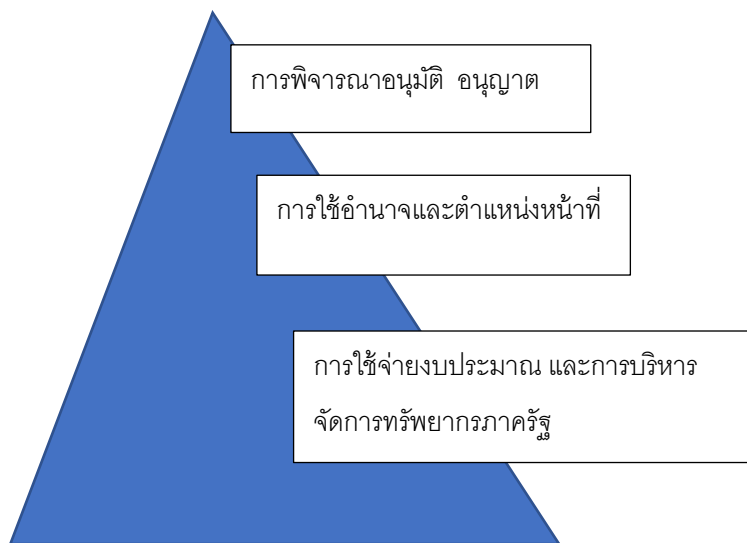 การพิจารณาอนุมัติ อนุญาต
การใช้อำนาจและตำแหน่งหน้าที่
การใช้จ่ายงบประมาณ และการบริหาร
จัดการทรัพยากรภาครัฐ